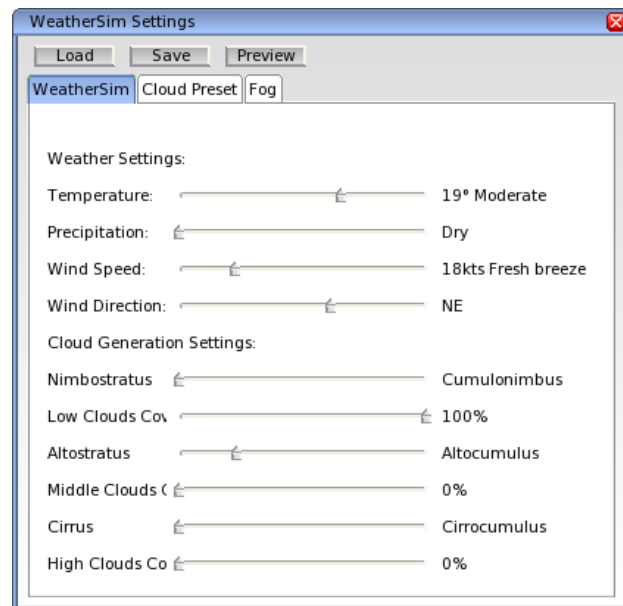 WeatherSim Settings
Load Save Preview
WeatherSim Cloud Preset Fog
Weather Settings:
Temperature: 19° Moderate
Precipitation: Dry
Wind Speed: 18kts Fresh breeze
Wind Direction: NE
Cloud Generation Settings:
Nimbostratus Cumulonimbus
Low Clouds Cov 100%
Altostratus Altocumulus
Middle Clouds ( 0%
Cirrus Cirrocumulus
High Clouds Co 0%